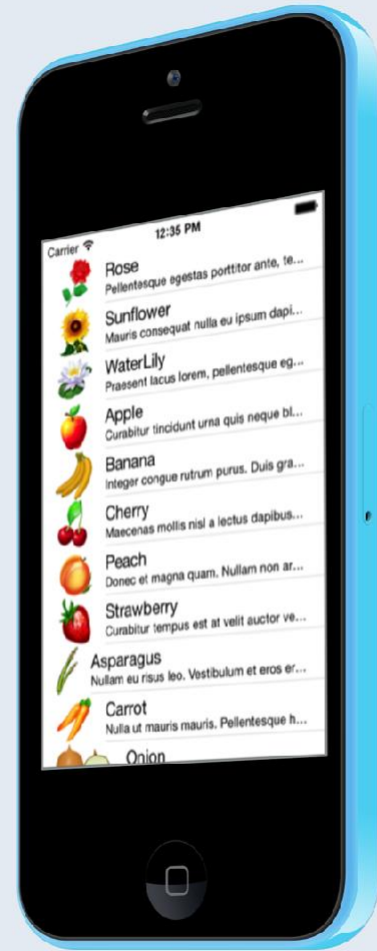 Carrier 12:35 PM
Rose
Pellentesque egestas porttitor ante, te...
Sunflower
Mauris consequat nulla eu ipsum dapi...
WaterLily
Praesent lacus lorem, pellentesque eg...
Apple
Curabitur tincidunt urna quis neque bl...
Banana
Integer congue rutrum purus. Duis gra...
Cherry
Maecenas mollis nisl a lectus dapibus...
Peach
Donec et magna quam. Nullam non ar...
Strawberry
Curabitur tempus est at velit auctor ve...
Asparagus
Nullam eu risus leo. Vestibulum et eros er...
Carrot
Nulla ut mauris mauris. Pellentesque h...
Onion